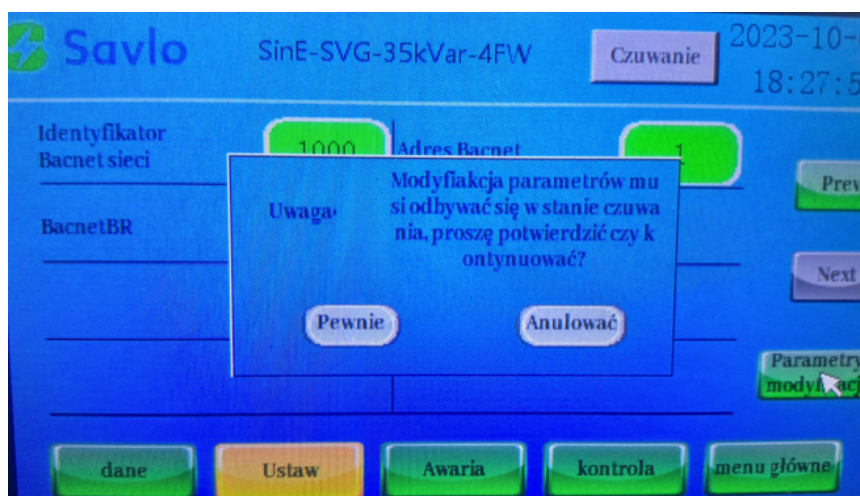 Savlo
SinE-SVG-35kVar-4FW
Czuwanie
2023-10-
18:27:5
Identyfikator
Bacnet sieci
1000
Adres Bacnet
1
Prev
BacnetBR
Uwaga:
Modyfiakcja parametrów mu
si odbywać się w stanie czuwa
nia, proszę potwierdzić czy k
ontynuować?
Next
Pewnie
Anulować
Parametry
dane
Ustaw
Awaria
kontrola
menu główne